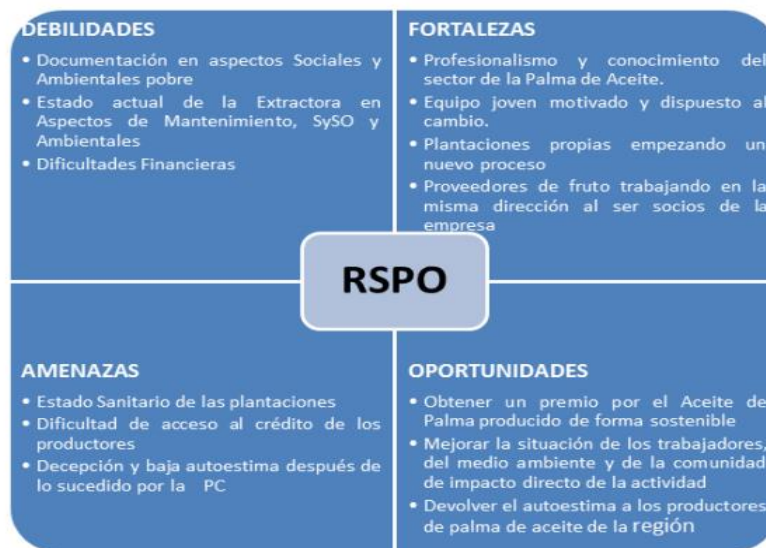 DEBILIDADES
• Documentación en aspectos Sociales y
Ambientales pobre
• Estado actual de la Extractora en
Aspectos de Mantenimiento, SySO y
Ambientales
• Dificultades Financieras
FORTALEZAS
• Profesionalismo y conocimiento del
sector de la Palma de Aceite.
• Equipo joven motivado y dispuesto al
cambio.
• Plantaciones propias empezando un
nuevo proceso
• Proveedores de fruto trabajando en la
misma dirección al ser socios de la
empresa
RSPO
AMENAZAS
• Estado Sanitario de las plantaciones
• Dificultad de acceso al crédito de los
productores
• Decepción y baja autoestima después de
lo sucedido por la PC
OPORTUNIDADES
• Obtener un premio por el Aceite de
Palma producido de forma sostenible
• Mejorar la situación de los trabajadores,
del medio ambiente y de la comunidad
de impacto directo de la actividad
• Devolver el autoestima a los productores
de palma de aceite de la región